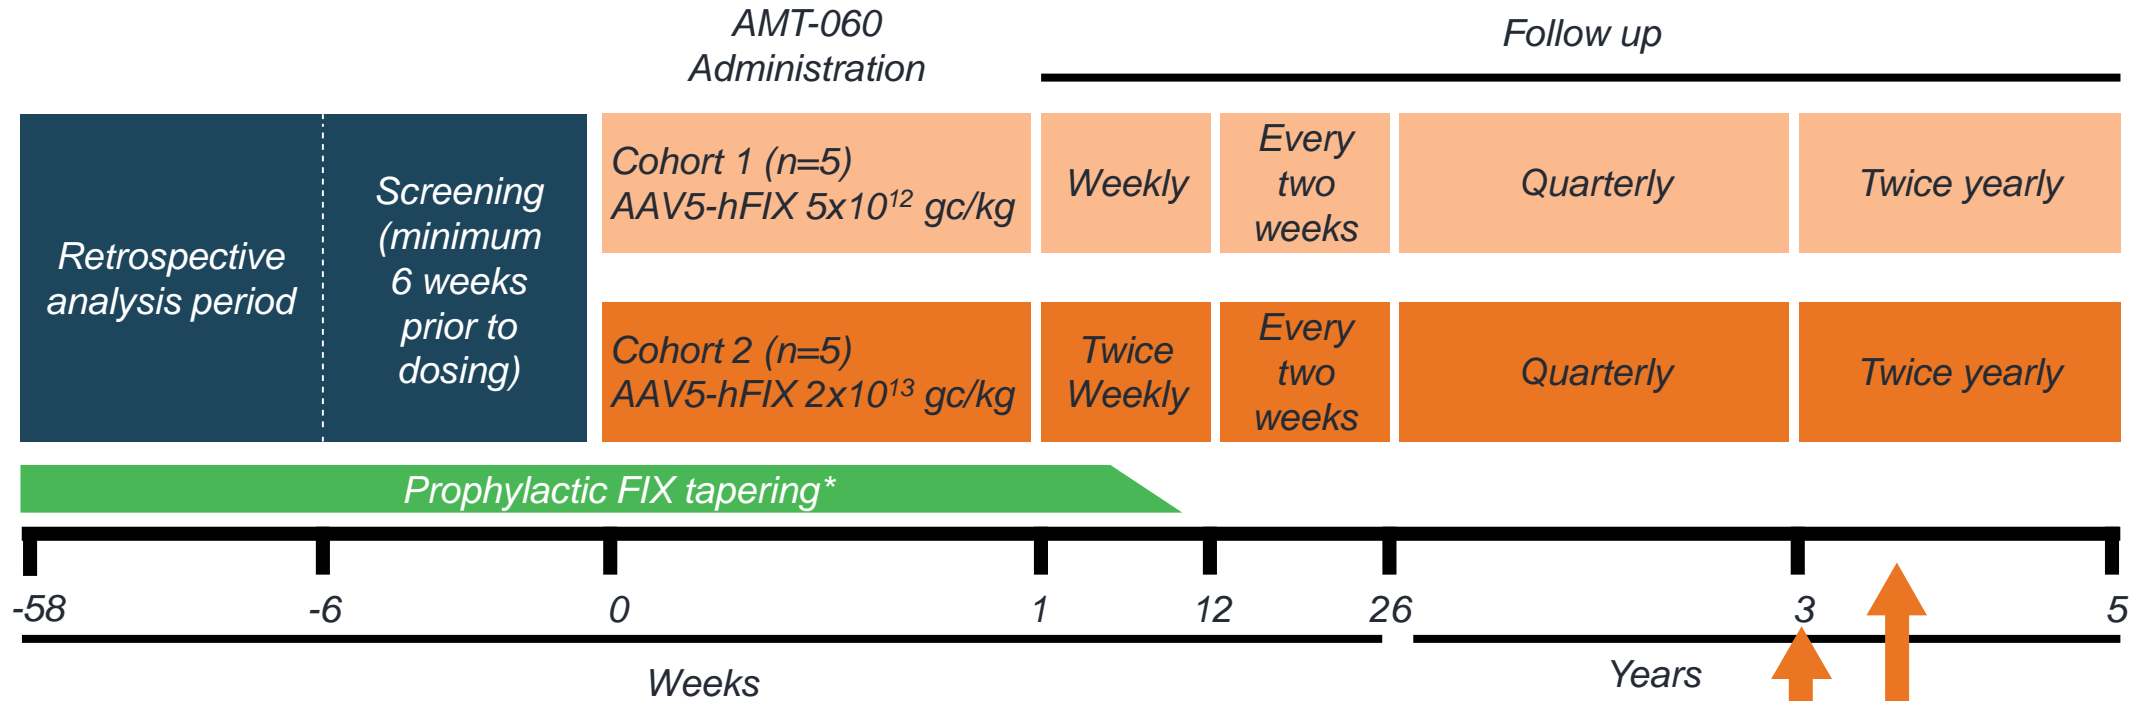 AMT-060
Administration
Follow up
Retrospective
analysis period
Screening
(minimum
6 weeks
prior to
dosing)
Cohort 1 (n=5)
AAV5-hFIX 5x10¹² gc/kg
Weekly
Every
two
weeks
Quarterly
Twice yearly
Cohort 2 (n=5)
AAV5-hFIX 2x10¹³ gc/kg
Twice
Weekly
Every
two
weeks
Quarterly
Twice yearly
Prophylactic FIX tapering*
-58 -6 0 1 12 26 3 5
Weeks
Years